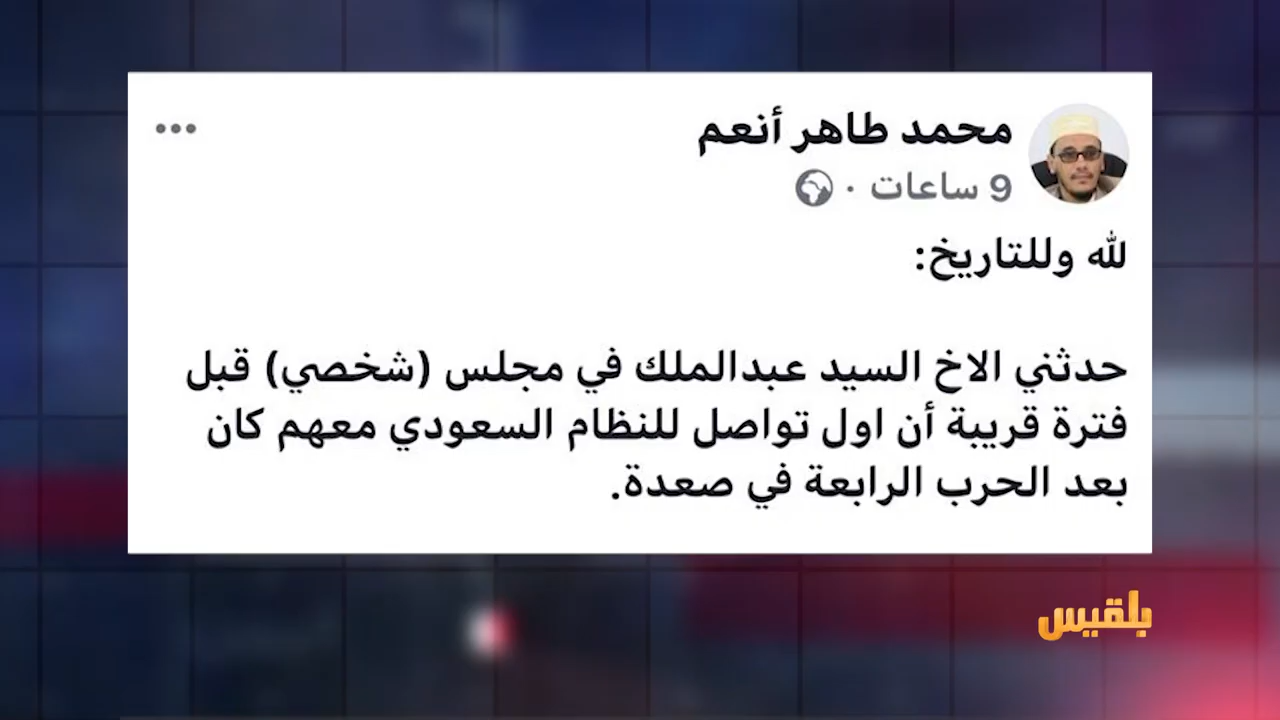 محمد طاهر أنعم
9 ساعات ·
لله وللتاريخ:
حدثني الاخ السيد عبدالملك في مجلس (شخصي) قبل
فترة قريبة أن اول تواصل للنظام السعودي معهم كان
بعد الحرب الرابعة في صعدة.
بلقيس